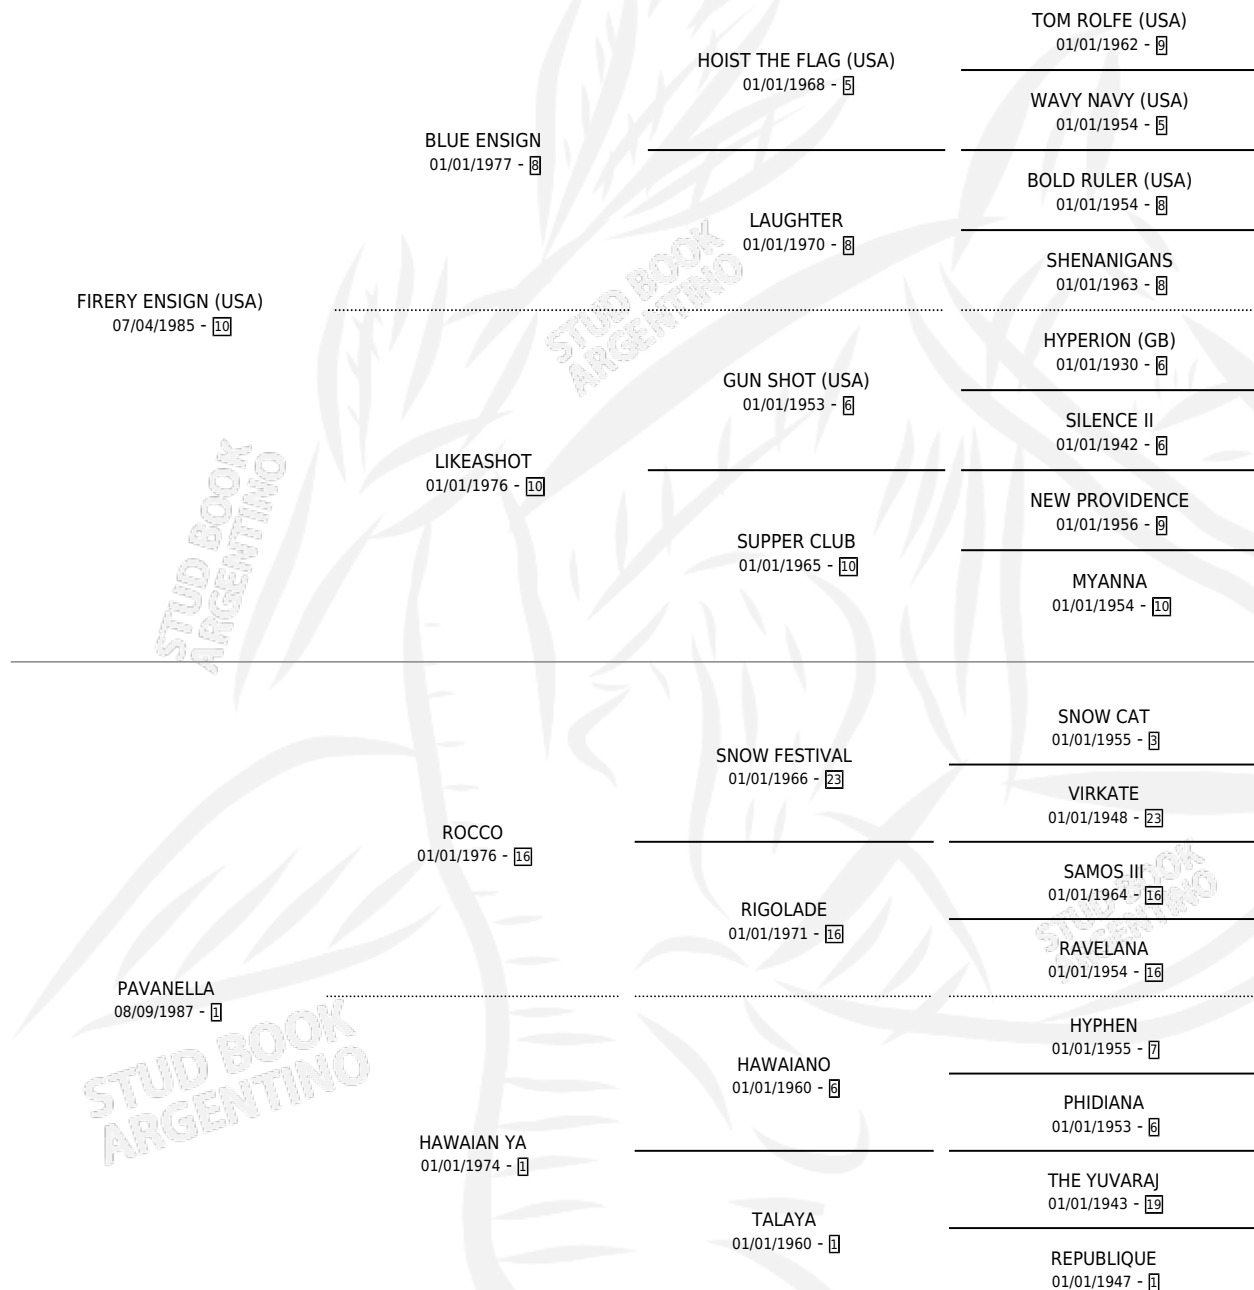 TOM ROLFE (USA)
01/01/1962 - 9
HOIST THE FLAG (USA)
01/01/1968 - 5
WAVY NAVY (USA)
01/01/1954 - 5
BLUE ENSIGN
01/01/1977 - 8
BOLD RULER (USA)
01/01/1954 - 8
LAUGHTER
01/01/1970 - 8
SHENANIGANS
01/01/1963 - 8
FIRERY ENSIGN (USA)
07/04/1985 - 10
HYPERION (GB)
01/01/1930 - 6
GUN SHOT (USA)
01/01/1953 - 6
SILENCE II
01/01/1942 - 6
LIKEASHOT
01/01/1976 - 10
NEW PROVIDENCE
01/01/1956 - 9
SUPPER CLUB
01/01/1965 - 10
MYANNA
01/01/1954 - 10
SNOW CAT
01/01/1955 - 3
SNOW FESTIVAL
01/01/1966 - 23
VIRKATE
01/01/1948 - 23
ROCCO
01/01/1976 - 16
SAMOS III
01/01/1964 - 16
RIGOLADE
01/01/1971 - 16
RAVELANA
01/01/1954 - 16
PAVANELLA
08/09/1987 - 1
HYPHEN
01/01/1955 - 7
HAWAIANO
01/01/1960 - 6
PHIDIANA
01/01/1953 - 6
HAWAIAN YA
01/01/1974 - 1
THE YUVARAJ
01/01/1943 - 19
TALAYA
01/01/1960 - 1
REPUBLIQUE
01/01/1947 - 1
STUD BOOK
ARGENTINO
STUD BOOK
ARGENTINO
STUD BOOK
ARGENTINO
STUD BOOK
ARGENTINO